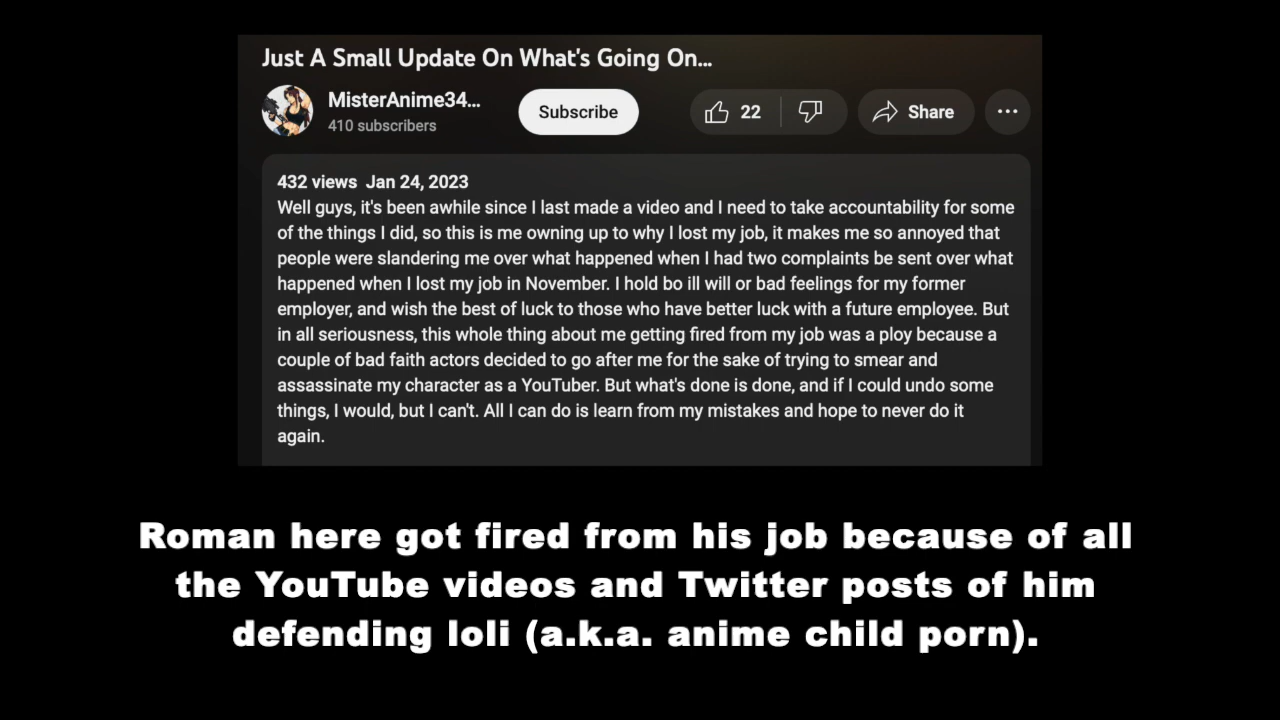 Just A Small Update On What's Going On...
MisterAnime34...
410 subscribers
Subscribe
22
Share
432 views  Jan 24, 2023
Well guys, it's been awhile since I last made a video and I need to take accountability for some
of the things I did, so this is me owning up to why I lost my job, it makes me so annoyed that
people were slandering me over what happened when I had two complaints be sent over what
happened when I lost my job in November. I hold bo ill will or bad feelings for my former
employer, and wish the best of luck to those who have better luck with a future employee. But
in all seriousness, this whole thing about me getting fired from my job was a ploy because a
couple of bad faith actors decided to go after me for the sake of trying to smear and
assassinate my character as a YouTuber. But what's done is done, and if I could undo some
things, I would, but I can't. All I can do is learn from my mistakes and hope to never do it
again.
Roman here got fired from his job because of all
the YouTube videos and Twitter posts of him
defending loli (a.k.a. anime child porn).